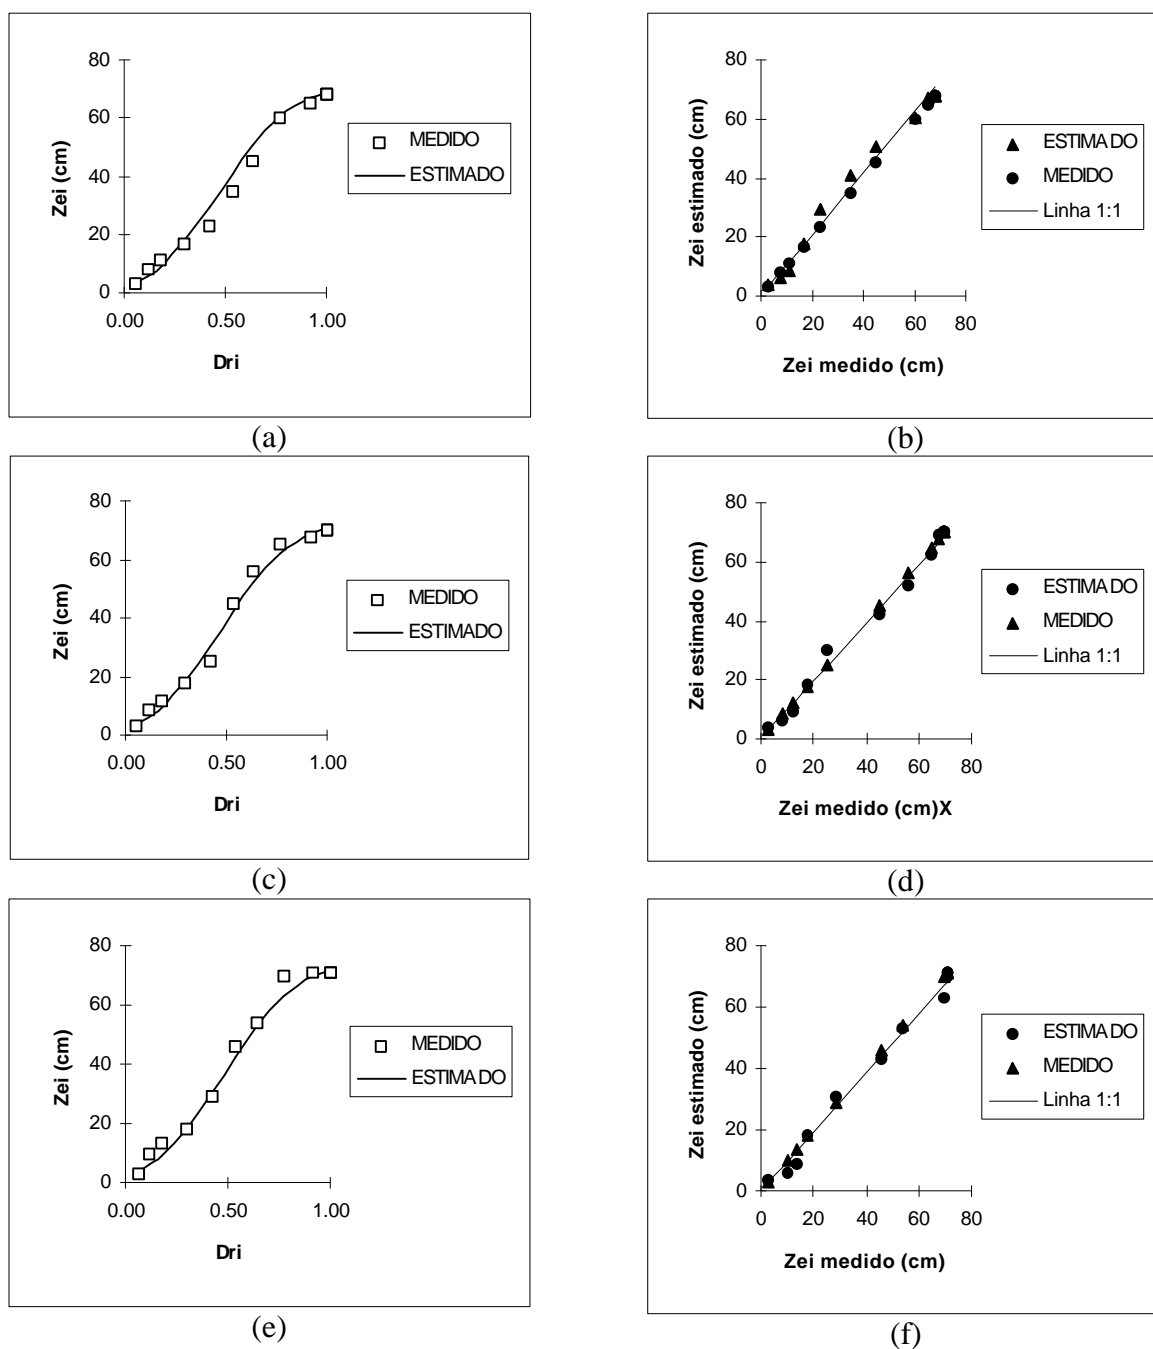 80
60
40
20
0
0.00 0.50 1.00
Zei (cm)
Dri
MEDIDO
ESTIMADO
(a)
80
60
40
20
0
0 20 40 60 80
Zei estimado (cm)
Zei medido (cm)
ESTIMADO
MEDIDO
Linha 1:1
(b)
80
60
40
20
0
0.00 0.50 1.00
Zei (cm)
Dri
MEDIDO
ESTIMADO
(c)
80
60
40
20
0
0 20 40 60 80
Zei estimado (cm)
Zei medido (cm)X
ESTIMADO
MEDIDO
Linha 1:1
(d)
80
60
40
20
0
0.00 0.50 1.00
Zei (cm)
Dri
MEDIDO
ESTIMADO
(e)
80
60
40
20
0
0 20 40 60 80
Zei estimado (cm)
Zei medido (cm)
ESTIMADO
MEDIDO
Linha 1:1
(f)